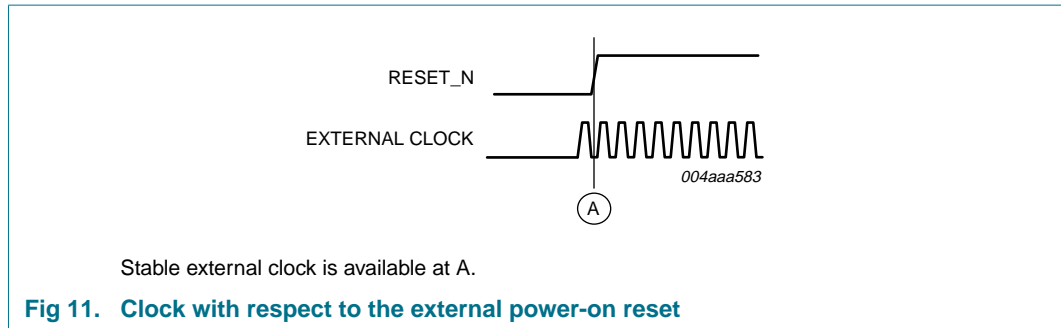 RESET_N
EXTERNAL CLOCK
004aaa583
A
Stable external clock is available at A.
Fig 11. Clock with respect to the external power-on reset